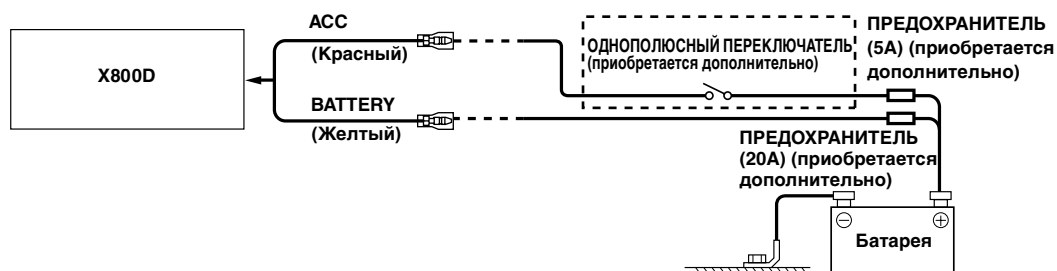 ACC
(Красный)
X800D
BATTERY
(Желтый)
ОДНОПОЛЮСНЫЙ ПЕРЕКЛЮЧАТЕЛЬ
(приобретается дополнительно)
ПРЕДОХРАНИТЕЛЬ
(5A) (приобретается
дополнительно)
ПРЕДОХРАНИТЕЛЬ
(20A) (приобретается
дополнительно)
Батарея